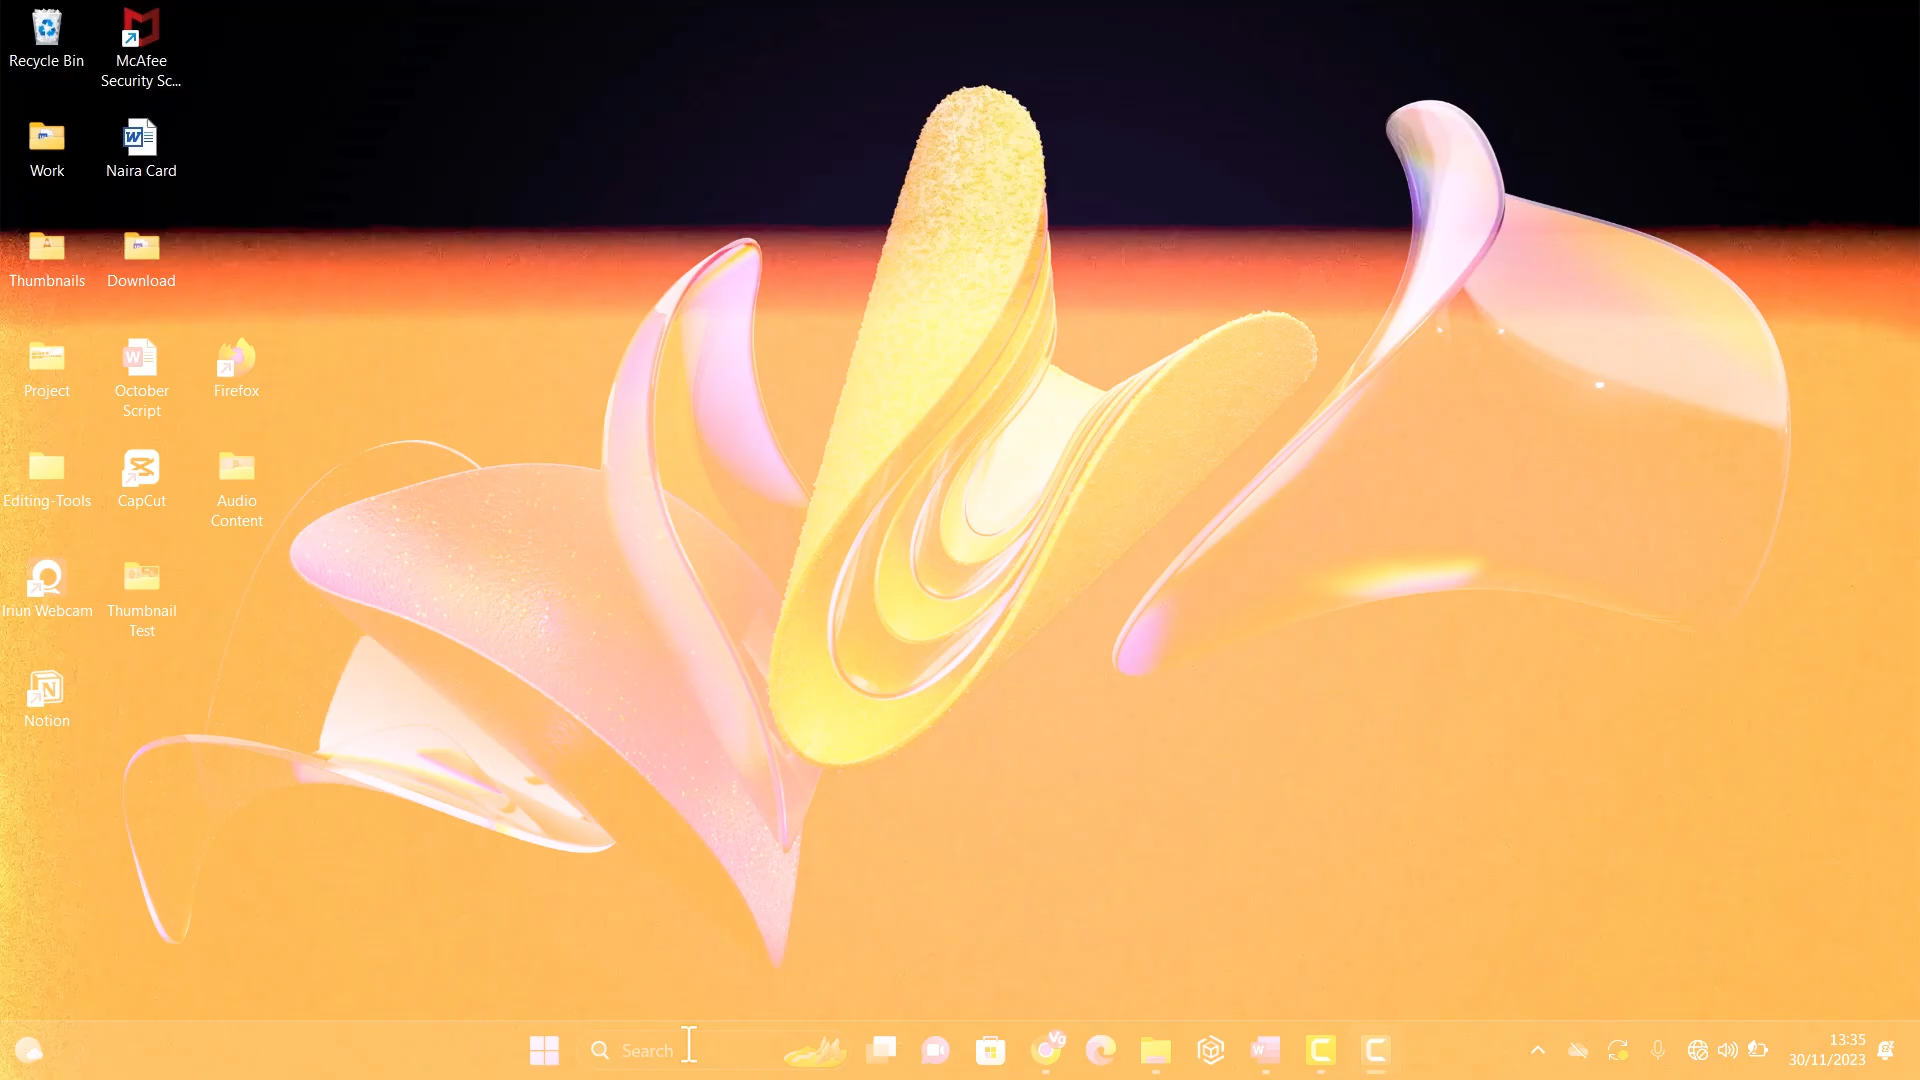 Recycle Bin
McAfee
Security Sc...
Work
Naira Card
Thumbnails
Download
Project
October
Script
Firefox
Editing-Tools
CapCut
Audio
Content
Iriun Webcam
Thumbnail
Test
Notion
Search
13:35
30/11/2023